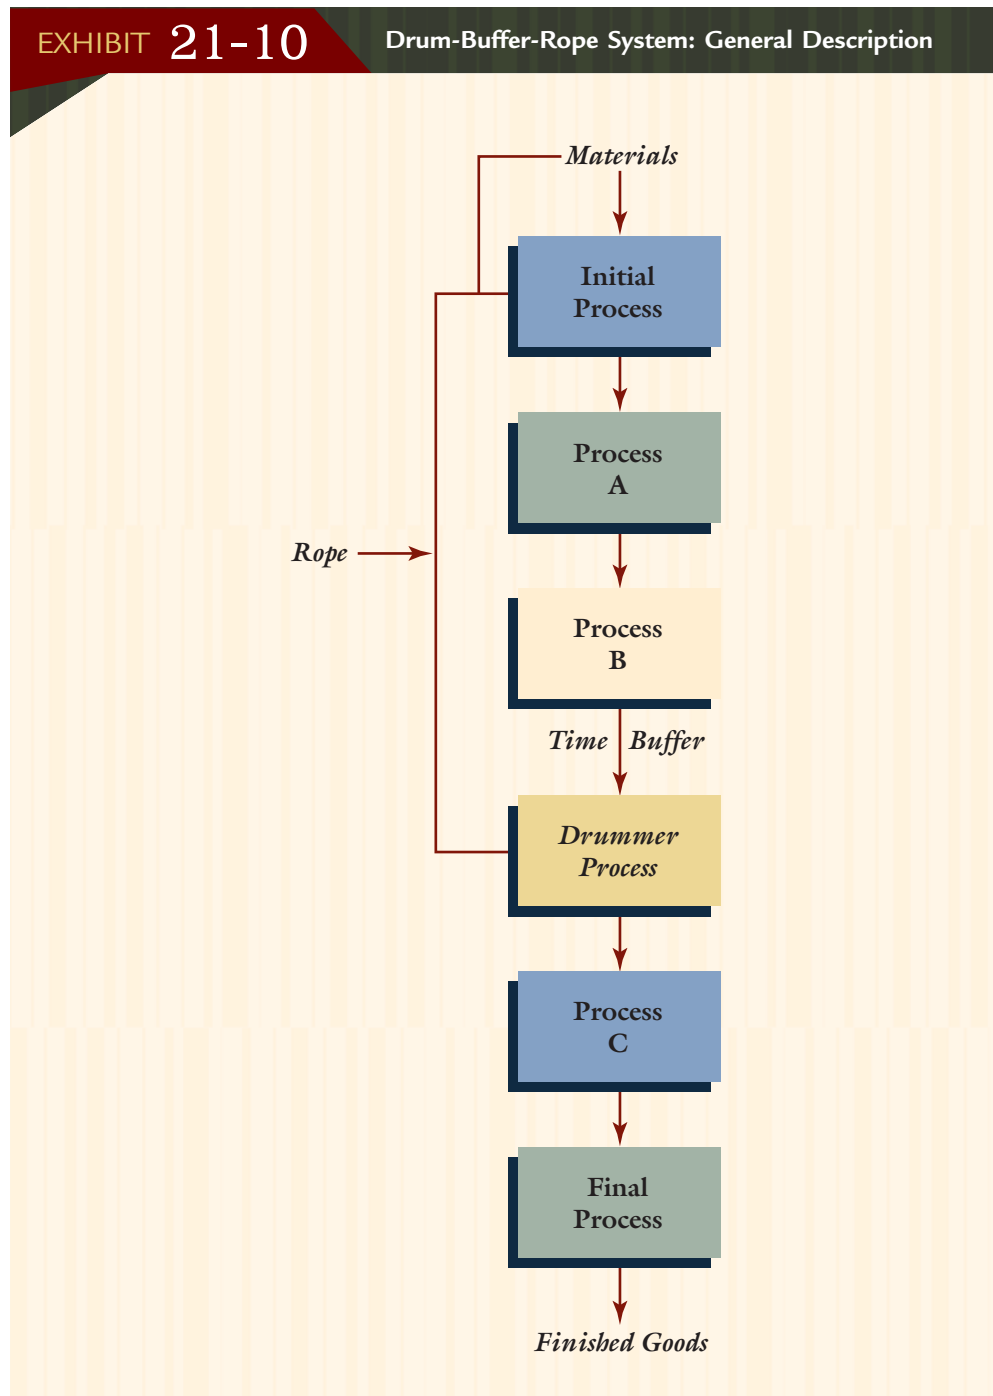 EXHIBIT 21-10
Drum-Buffer-Rope System: General Description
Materials
Initial
Process
Process
A
Rope
Process
B
Time Buffer
Drummer
Process
Process
C
Final
Process
Finished Goods